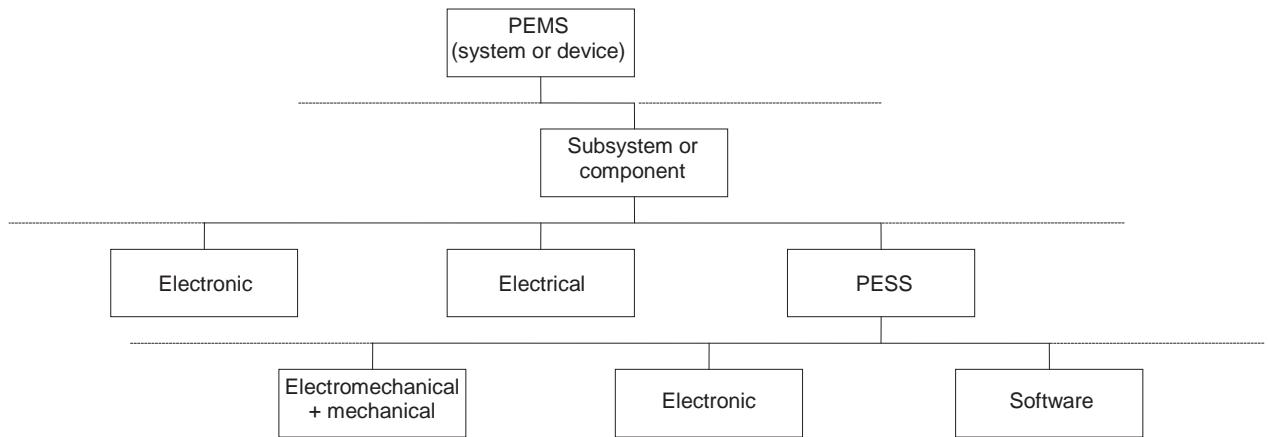 PEMS
(system or device)
Subsystem or
component
Electronic
Electrical
PESS
Electromechanical
+ mechanical
Electronic
Software